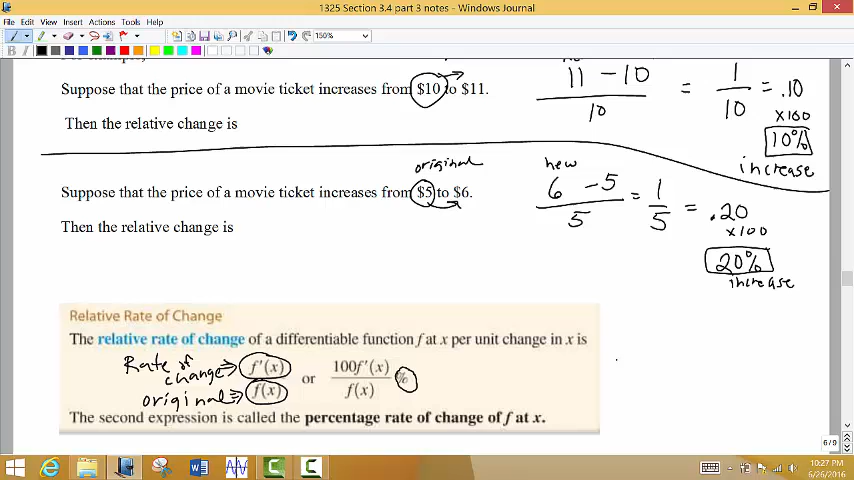 1325 Section 3.4 part 3 notes - Windows Journal
File Edit View Insert Actions Tools Help
150%
B I
Suppose that the price of a movie ticket increases from $10 to $11.
11 - 10
10
= 1/10 = .10
x100
Then the relative change is
10%
increase
original
new
Suppose that the price of a movie ticket increases from $5 to $6.
6 - 5
5
= 1/5 = .20
x100
Then the relative change is
20%
increase
Relative Rate of Change
The relative rate of change of a differentiable function f at x per unit change in x is
Rate of
change → f'(x)
original → f(x)
or
100f'(x)
f(x)
%
The second expression is called the percentage rate of change of f at x.
6/9
10:27 PM
6/26/2016